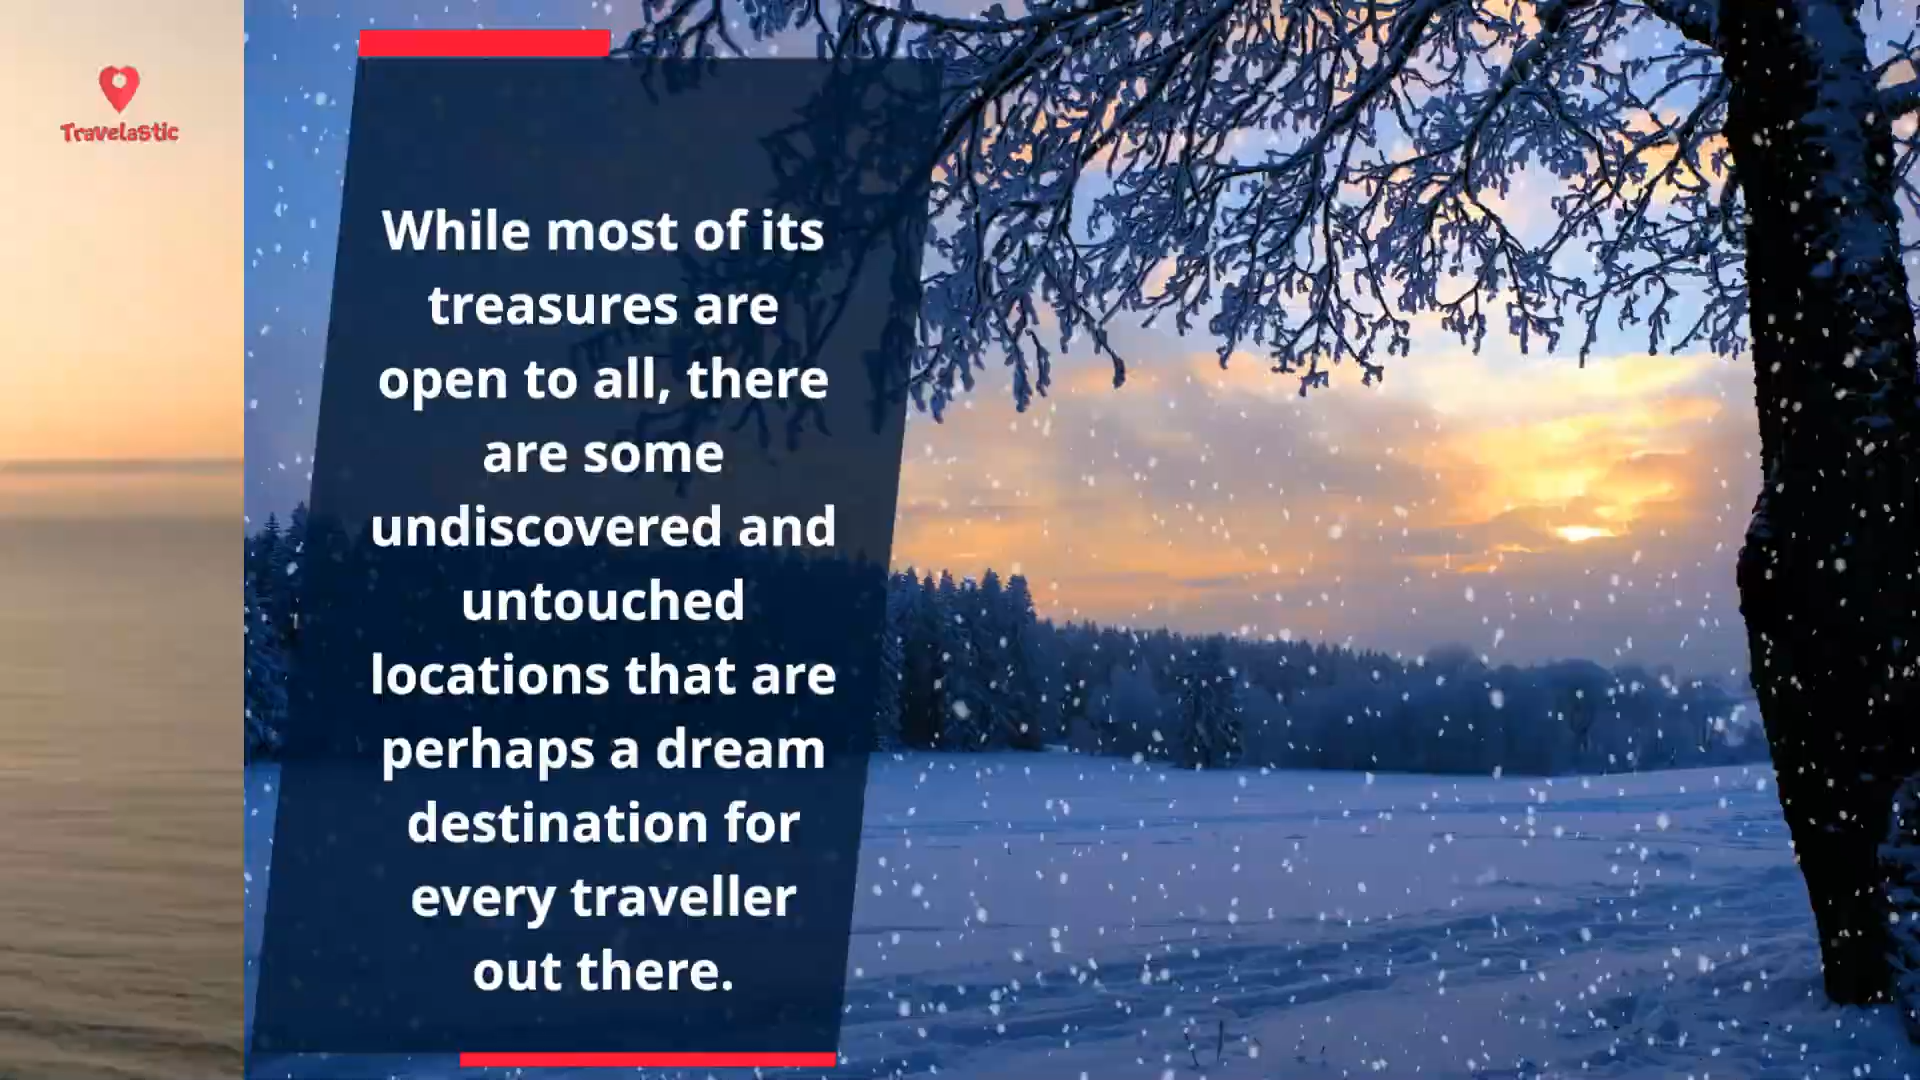 Travelastic
While most of its
treasures are
open to all, there
are some
undiscovered and
untouched
locations that are
perhaps a dream
destination for
every traveller
out there.